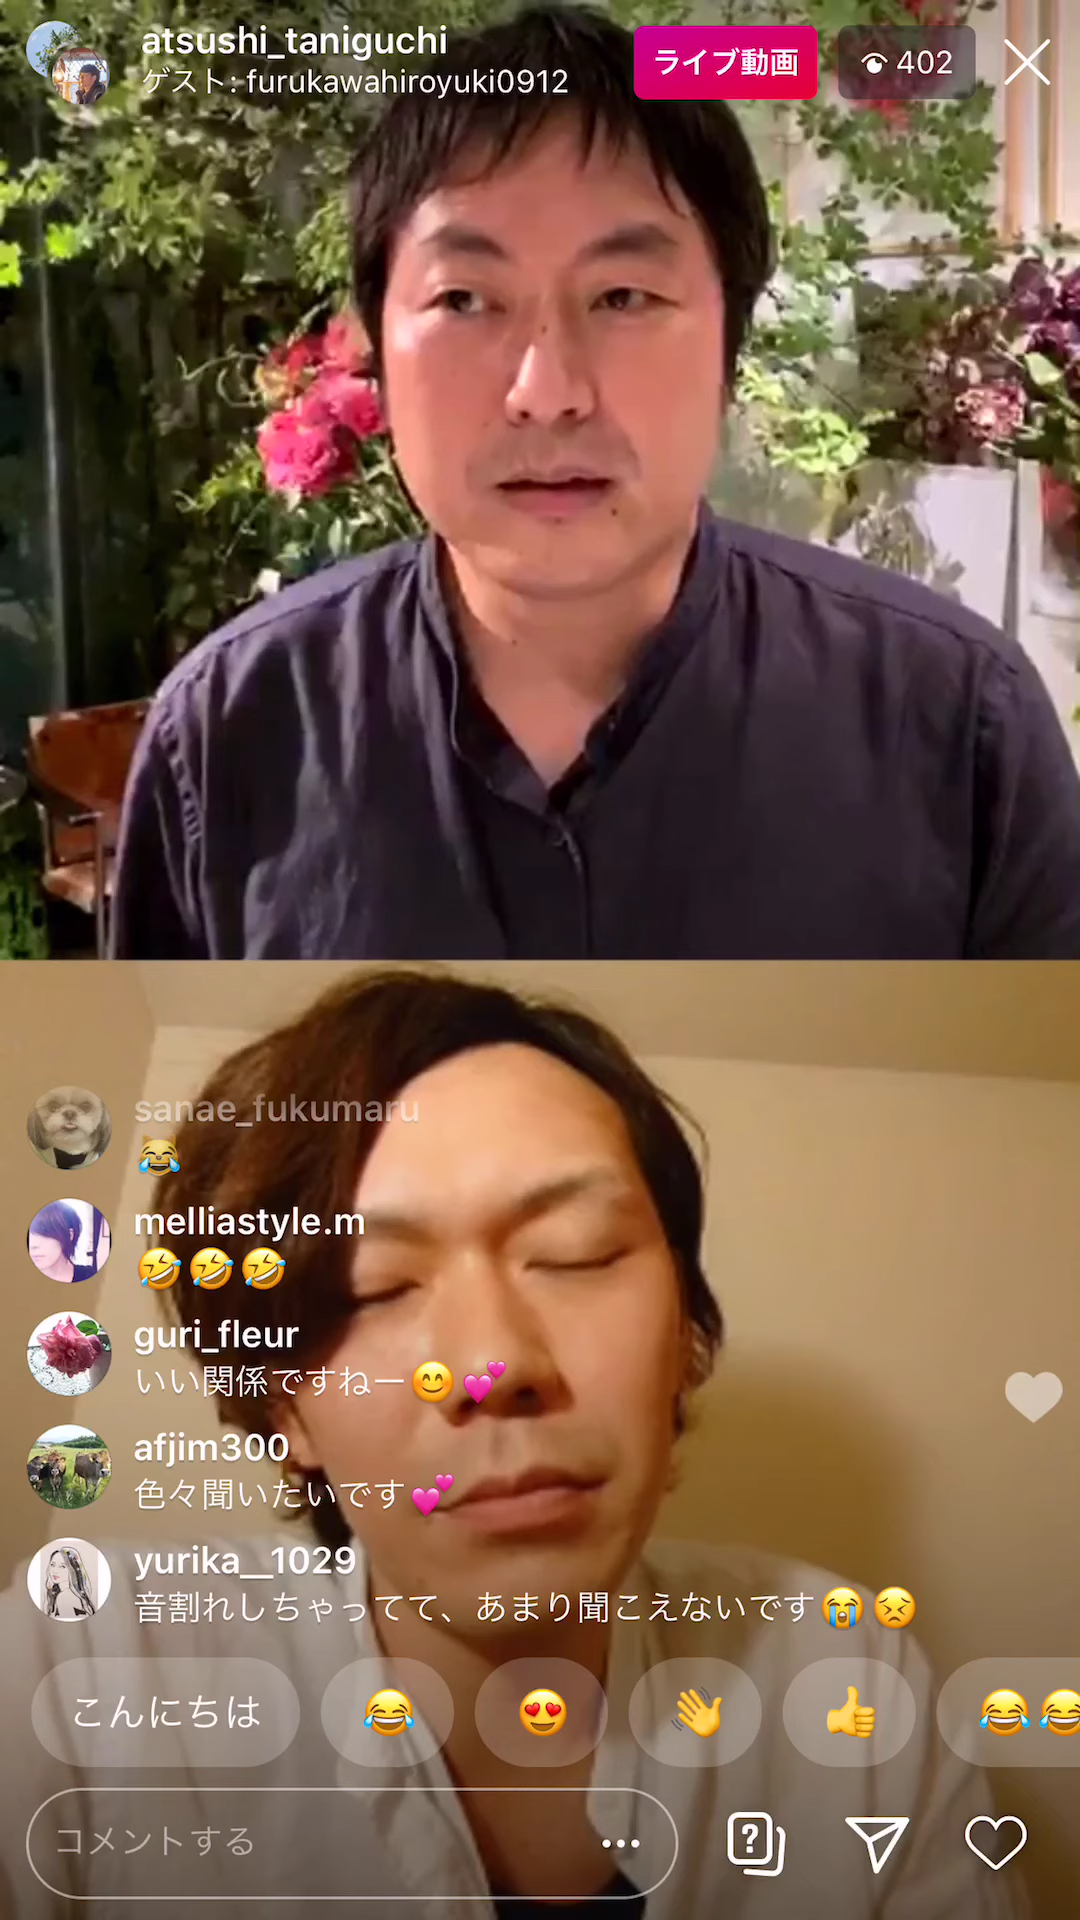 atsushi_taniguchi
ゲスト: furukawahiroyuki0912
ライブ動画
402
sanae_fukumaru
😹
melliastyle.m
🤣🤣🤣
guri_fleur
いい関係ですねー😊💕
afjim300
色々聞いたいです💕
yurika__1029
音割れしちゃってて、あまり聞こえないです😭😣
こんにちは 😂 😍 👋 👍 😂😂
コメントする